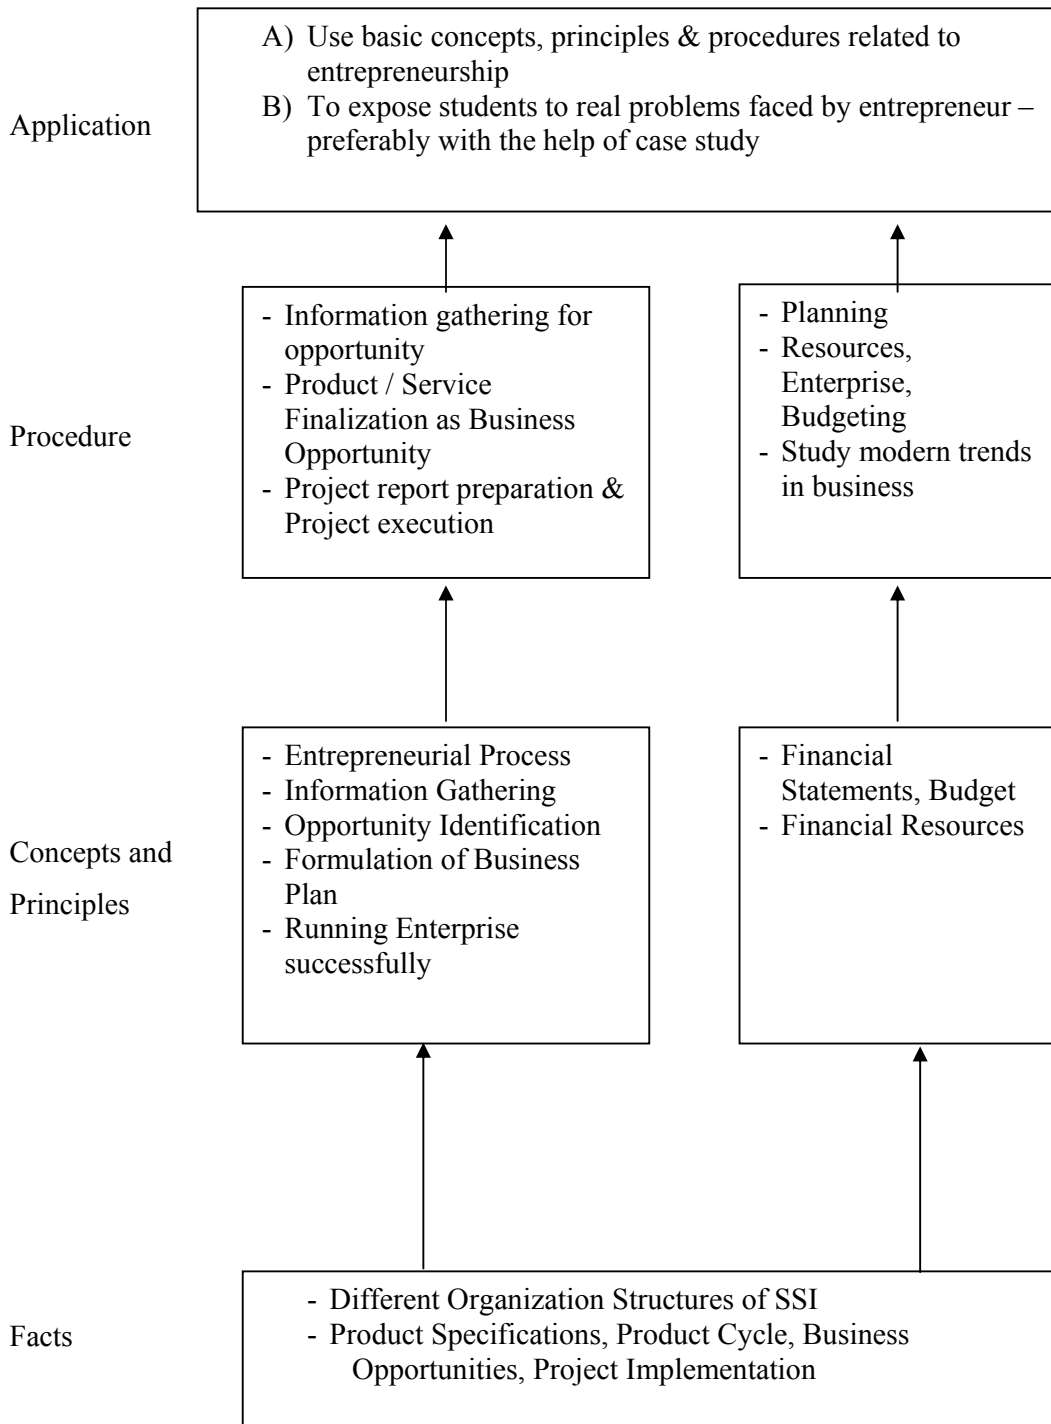 Application
A) Use basic concepts, principles & procedures related to
entrepreneurship
B) To expose students to real problems faced by entrepreneur –
preferably with the help of case study
Procedure
- Information gathering for
opportunity
- Product / Service
Finalization as Business
Opportunity
- Project report preparation &
Project execution
- Planning
- Resources,
Enterprise,
Budgeting
- Study modern trends
in business
Concepts and
Principles
- Entrepreneurial Process
- Information Gathering
- Opportunity Identification
- Formulation of Business
Plan
- Running Enterprise
successfully
- Financial
Statements, Budget
- Financial Resources
Facts
- Different Organization Structures of SSI
- Product Specifications, Product Cycle, Business
Opportunities, Project Implementation